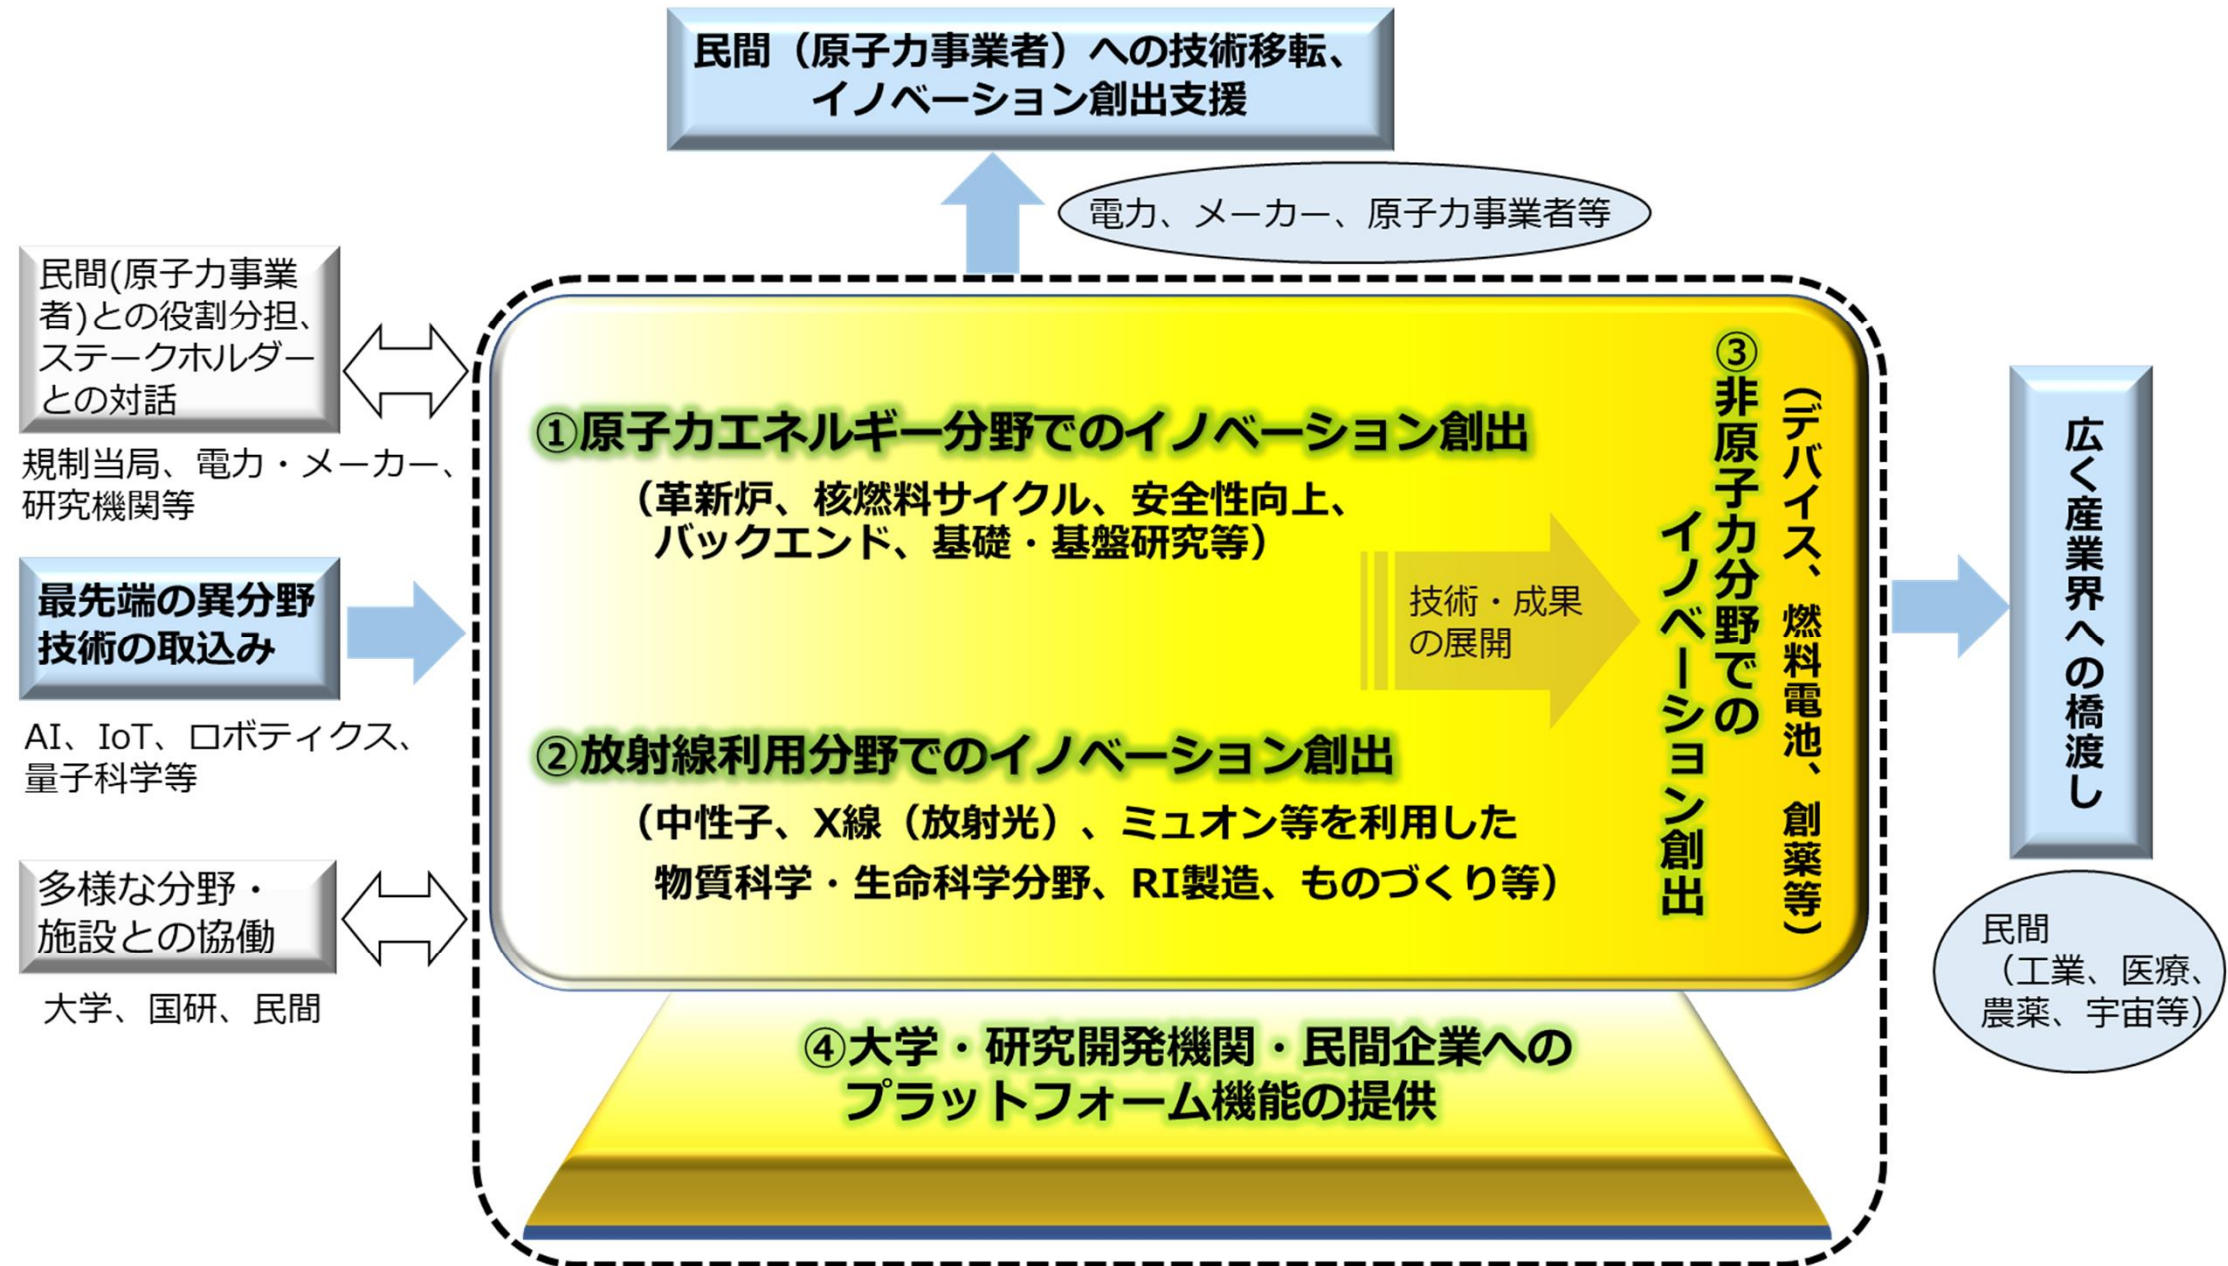 民間（原子力事業者）への技術移転、
イノベーション創出支援
電力、メーカー、原子力事業者等
民間(原子力事業
者)との役割分担、
ステークホルダー
との対話
規制当局、電力・メーカー、
研究機関等
最先端の異分野
技術の取込み
AI、IoT、ロボティクス、
量子科学等
多様な分野・
施設との協働
大学、国研、民間
①原子力エネルギー分野でのイノベーション創出
（革新炉、核燃料サイクル、安全性向上、
バックエンド、基礎・基盤研究等）
技術・成果
の展開
②放射線利用分野でのイノベーション創出
（中性子、X線（放射光）、ミュオン等を利用した
物質科学・生命科学分野、RI製造、ものづくり等）
③非原子力分野での
イノベーション創出
（デバイス、燃料電池、創薬等）
④大学・研究開発機関・民間企業への
プラットフォーム機能の提供
広く産業界への橋渡し
民間
（工業、医療、
農薬、宇宙等）